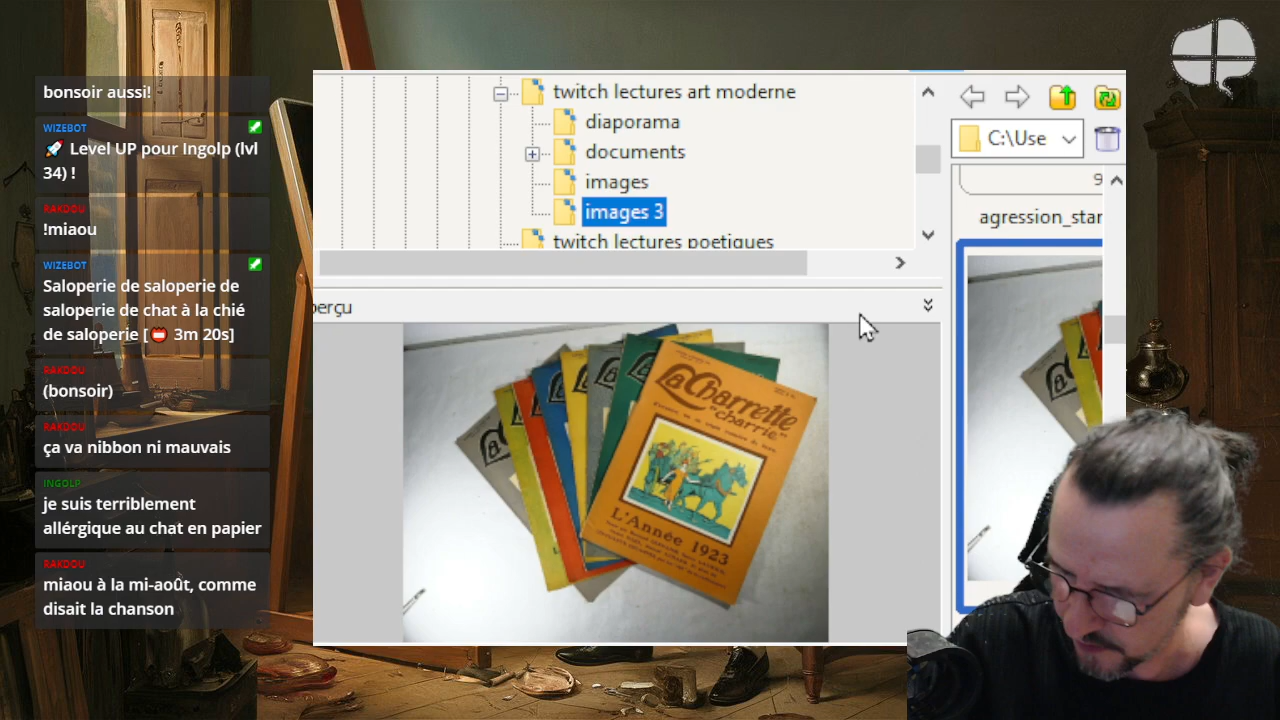 bonsoir aussi!
WIZEBOT
🚀 Level UP pour Ingolp (lvl
34) !
RAKDOU
!miaou
WIZEBOT
Saloperie de saloperie de
saloperie de chat à la chié
de saloperie [📛 3m 20s]
RAKDOU
(bonsoir)
RAKDOU
ça va nibbon ni mauvais
INGOLP
je suis terriblement
allérgique au chat en papier
RAKDOU
miaou à la mi-août, comme
disait la chanson
twitch lectures art moderne
diaporama
documents
images
images 3
twitch lectures poetiques
perçu
La Charrette
"charrie"
L'Année 1923
C:\Use
9
agression_star